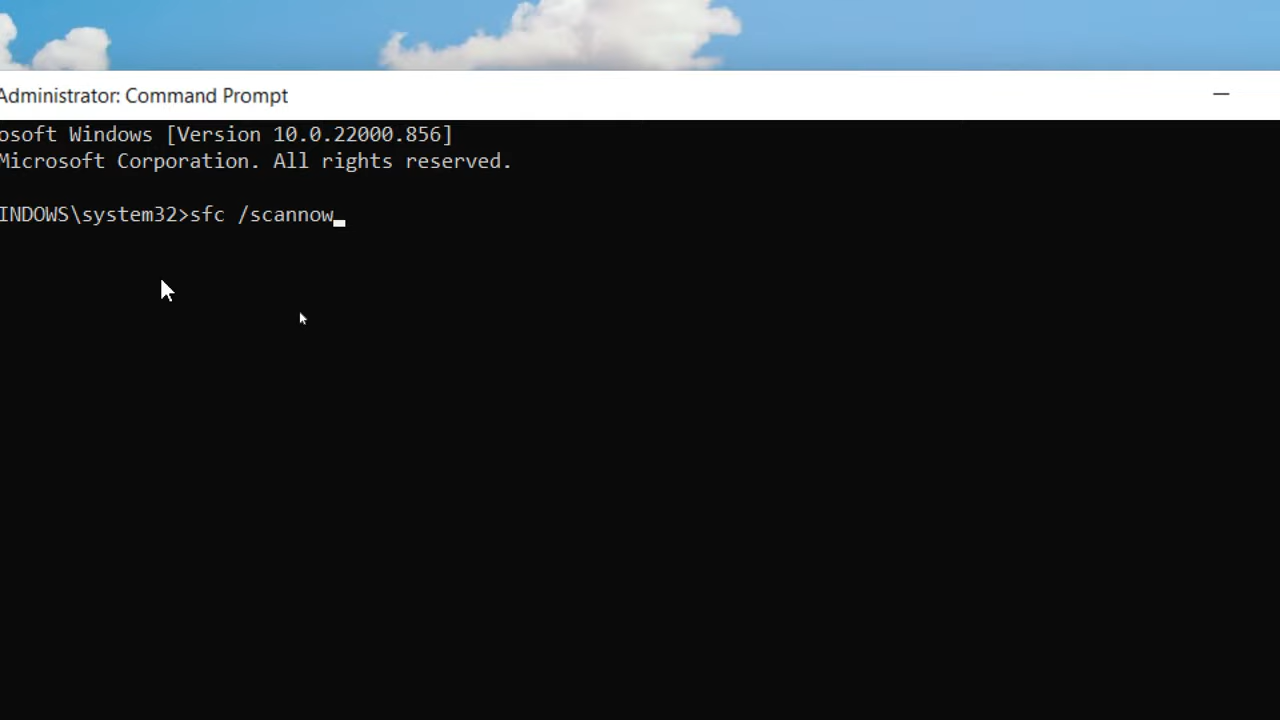 Administrator: Command Prompt
osoft Windows [Version 10.0.22000.856]
Microsoft Corporation. All rights reserved.
INDOWS\system32>sfc /scannow